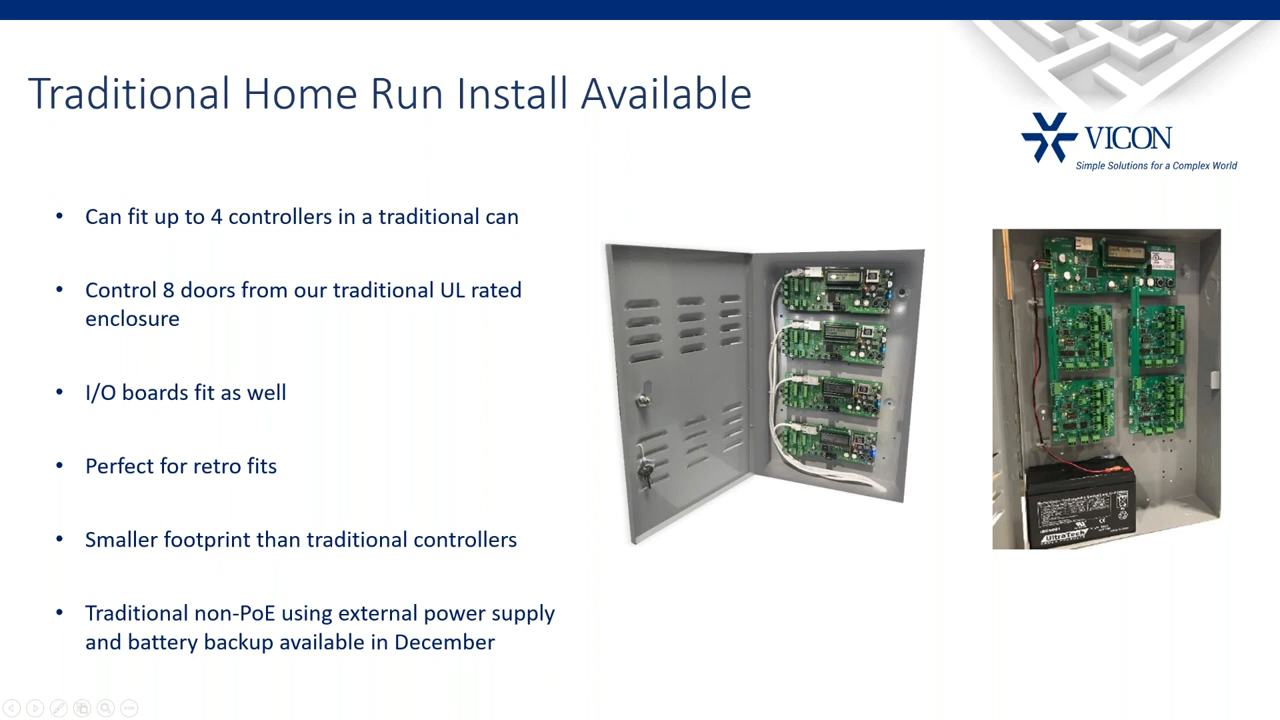 Traditional Home Run Install Available
VICON
Simple Solutions for a Complex World
• Can fit up to 4 controllers in a traditional can
• Control 8 doors from our traditional UL rated
enclosure
• I/O boards fit as well
• Perfect for retro fits
• Smaller footprint than traditional controllers
• Traditional non-PoE using external power supply
and battery backup available in December
UltraTech